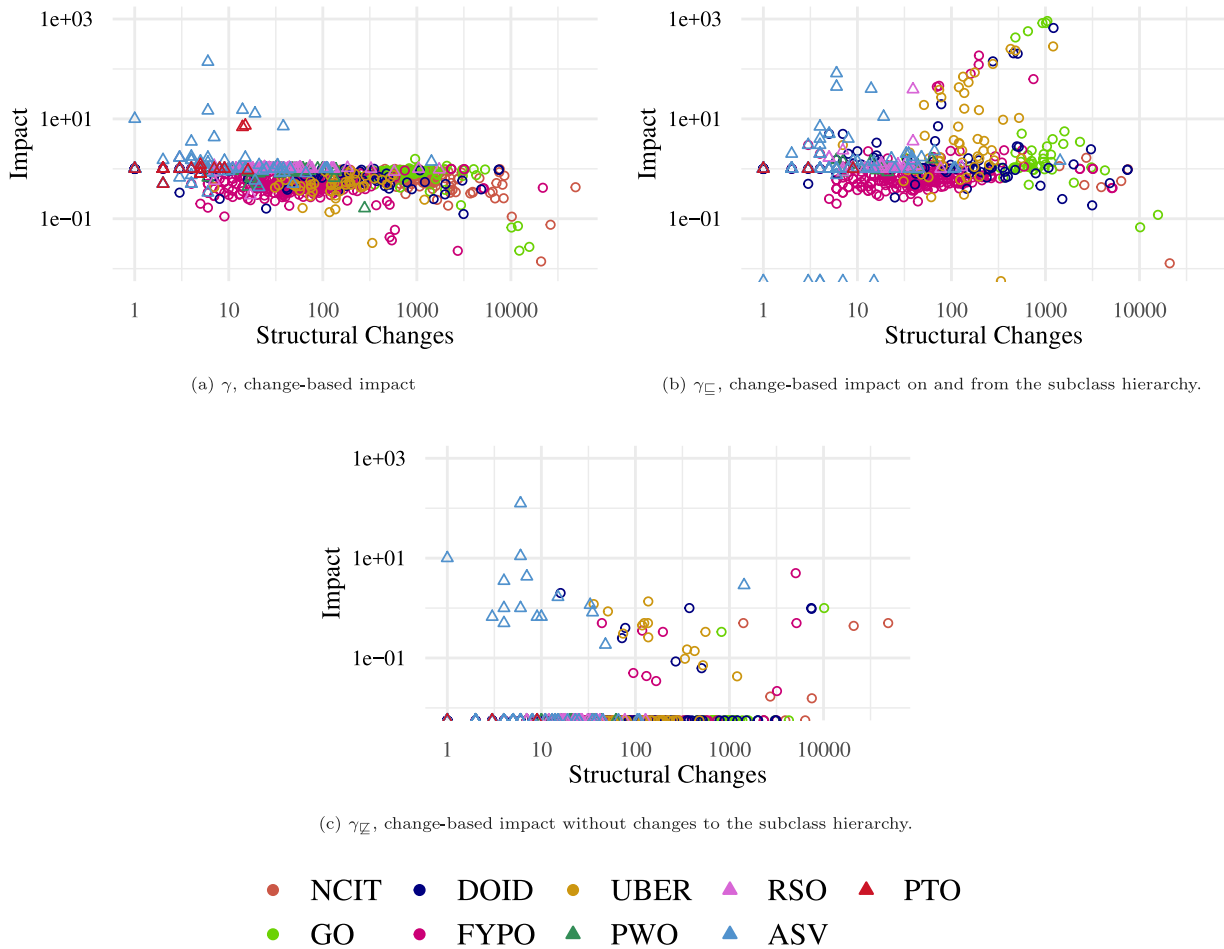 1e+03
1e+01
1e−01
Impact
1
10
100
1000
10000
Structural Changes
(a) γ, change-based impact
1e+03
1e+01
1e−01
Impact
1
10
100
1000
10000
Structural Changes
(b) γ⊑, change-based impact on and from the subclass hierarchy.
1e+03
1e+01
1e−01
Impact
1
10
100
1000
10000
Structural Changes
(c) γ⋢, change-based impact without changes to the subclass hierarchy.
NCIT DOID UBER RSO PTO
GO FYPO PWO ASV